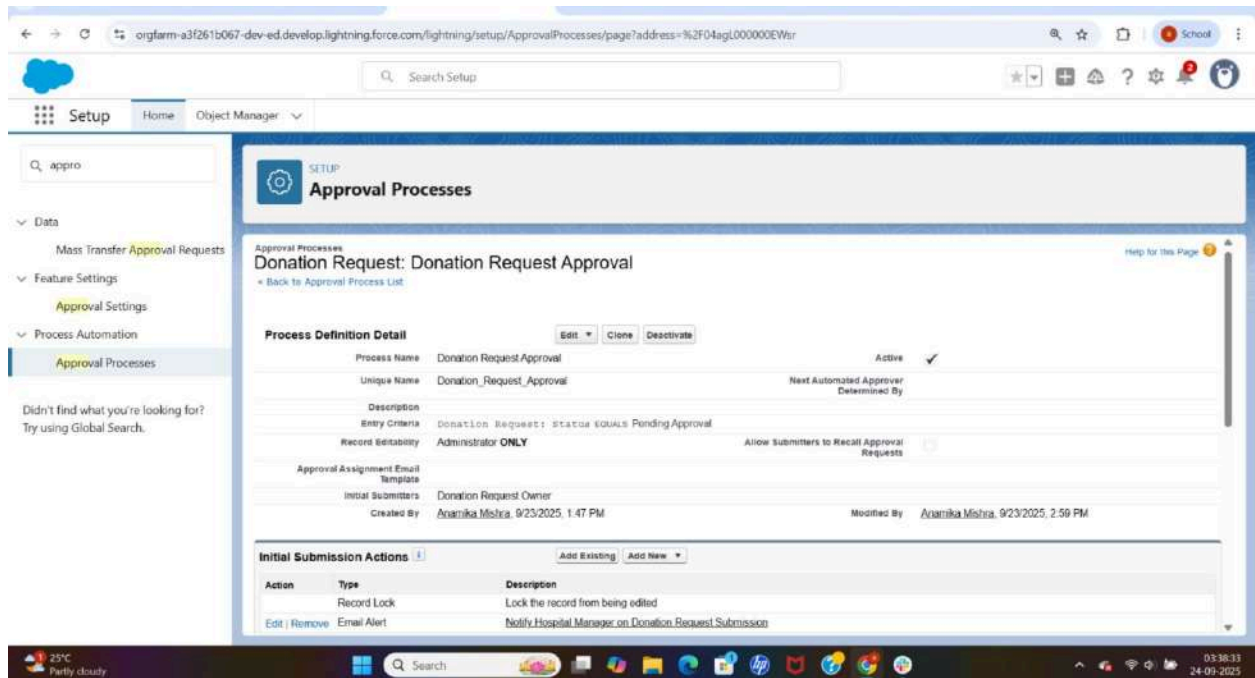 orgfarm-a3f261b067-dev-ed.develop.lightning.force.com/lightning/setup/ApprovalProcesses/page?address=%2F04agL000000EWsr
School
Search Setup
2
Setup
Home
Object Manager
appro
SETUP
Approval Processes
Data
Mass Transfer Approval Requests
Feature Settings
Approval Settings
Process Automation
Approval Processes
Didn't find what you're looking for?
Try using Global Search.
Approval Processes
Donation Request: Donation Request Approval
« Back to Approval Process List
Help for this Page
Process Definition Detail
Edit
Clone
Deactivate
Process Name Donation Request Approval
Active
Unique Name Donation_Request_Approval
Next Automated Approver Determined By
Description
Entry Criteria Donation Request: Status EQUALS Pending Approval
Record Editability Administrator ONLY
Allow Submitters to Recall Approval Requests
Approval Assignment Email Template
Initial Submitters Donation Request Owner
Created By Anamika Mishra, 9/23/2025, 1:47 PM
Modified By Anamika Mishra, 9/23/2025, 2:59 PM
Initial Submission Actions
Add Existing
Add New
Action Type Description
Record Lock Lock the record from being edited
Edit | Remove Email Alert Notify Hospital Manager on Donation Request Submission
1
25°C
Partly cloudy
Search
03:38:33
24-09-2025